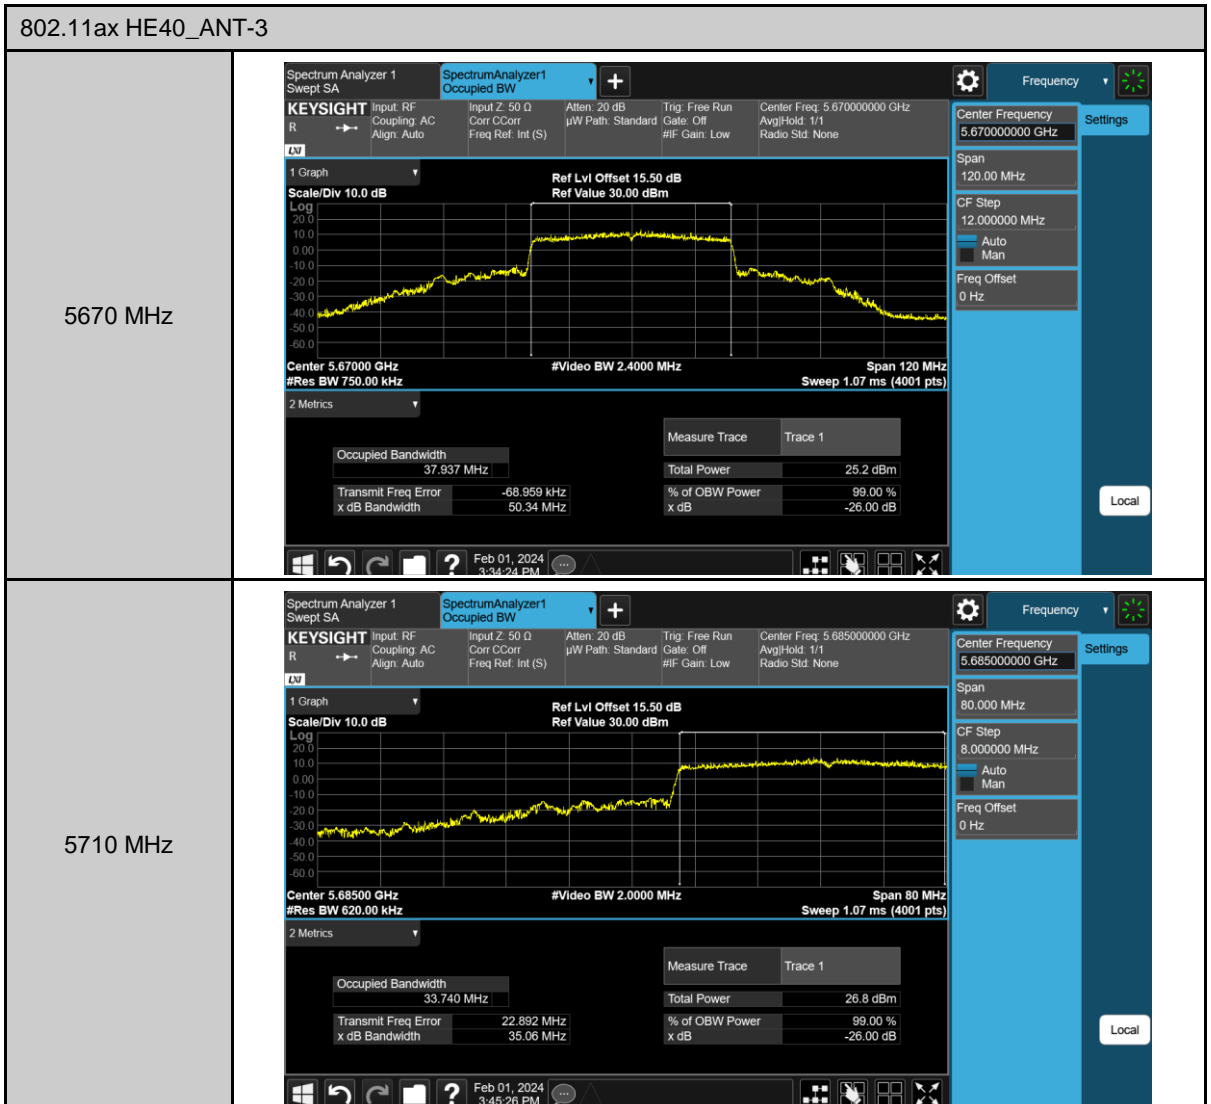 802.11ax HE40_ANT-3
5670 MHz
Spectrum Analyzer 1
Swept SA
SpectrumAnalyzer1
Occupied BW
Frequency
KEYSIGHT
R
LXI
Input: RF
Coupling: AC
Align: Auto
Input Z: 50 Ω
Corr CCorr
Freq Ref: Int (S)
Atten: 20 dB
µW Path: Standard
Trig: Free Run
Gate: Off
#IF Gain: Low
Center Freq: 5.670000000 GHz
Avg|Hold: 1/1
Radio Std: None
Center Frequency
5.670000000 GHz
Settings
Span
120.00 MHz
CF Step
12.000000 MHz
Auto
Man
Freq Offset
0 Hz
Local
1 Graph
Scale/Div 10.0 dB
Ref Lvl Offset 15.50 dB
Ref Value 30.00 dBm
Log
20.0
10.0
0.00
-10.0
-20.0
-30.0
-40.0
-50.0
-60.0
Center 5.67000 GHz
#Video BW 2.4000 MHz
Span 120 MHz
#Res BW 750.00 kHz
Sweep 1.07 ms (4001 pts)
2 Metrics
Measure Trace Trace 1
Occupied Bandwidth
37.937 MHz
Total Power 25.2 dBm
Transmit Freq Error -68.959 kHz
% of OBW Power 99.00 %
x dB Bandwidth 50.34 MHz
x dB -26.00 dB
Feb 01, 2024
3:34:24 PM
5710 MHz
Spectrum Analyzer 1
Swept SA
SpectrumAnalyzer1
Occupied BW
Frequency
KEYSIGHT
R
LXI
Input: RF
Coupling: AC
Align: Auto
Input Z: 50 Ω
Corr CCorr
Freq Ref: Int (S)
Atten: 20 dB
µW Path: Standard
Trig: Free Run
Gate: Off
#IF Gain: Low
Center Freq: 5.685000000 GHz
Avg|Hold: 1/1
Radio Std: None
Center Frequency
5.685000000 GHz
Settings
Span
80.000 MHz
CF Step
8.000000 MHz
Auto
Man
Freq Offset
0 Hz
Local
1 Graph
Scale/Div 10.0 dB
Ref Lvl Offset 15.50 dB
Ref Value 30.00 dBm
Log
20.0
10.0
0.00
-10.0
-20.0
-30.0
-40.0
-50.0
-60.0
Center 5.68500 GHz
#Video BW 2.0000 MHz
Span 80 MHz
#Res BW 620.00 kHz
Sweep 1.07 ms (4001 pts)
2 Metrics
Measure Trace Trace 1
Occupied Bandwidth
33.740 MHz
Total Power 26.8 dBm
Transmit Freq Error 22.892 MHz
% of OBW Power 99.00 %
x dB Bandwidth 35.06 MHz
x dB -26.00 dB
Feb 01, 2024
3:45:26 PM